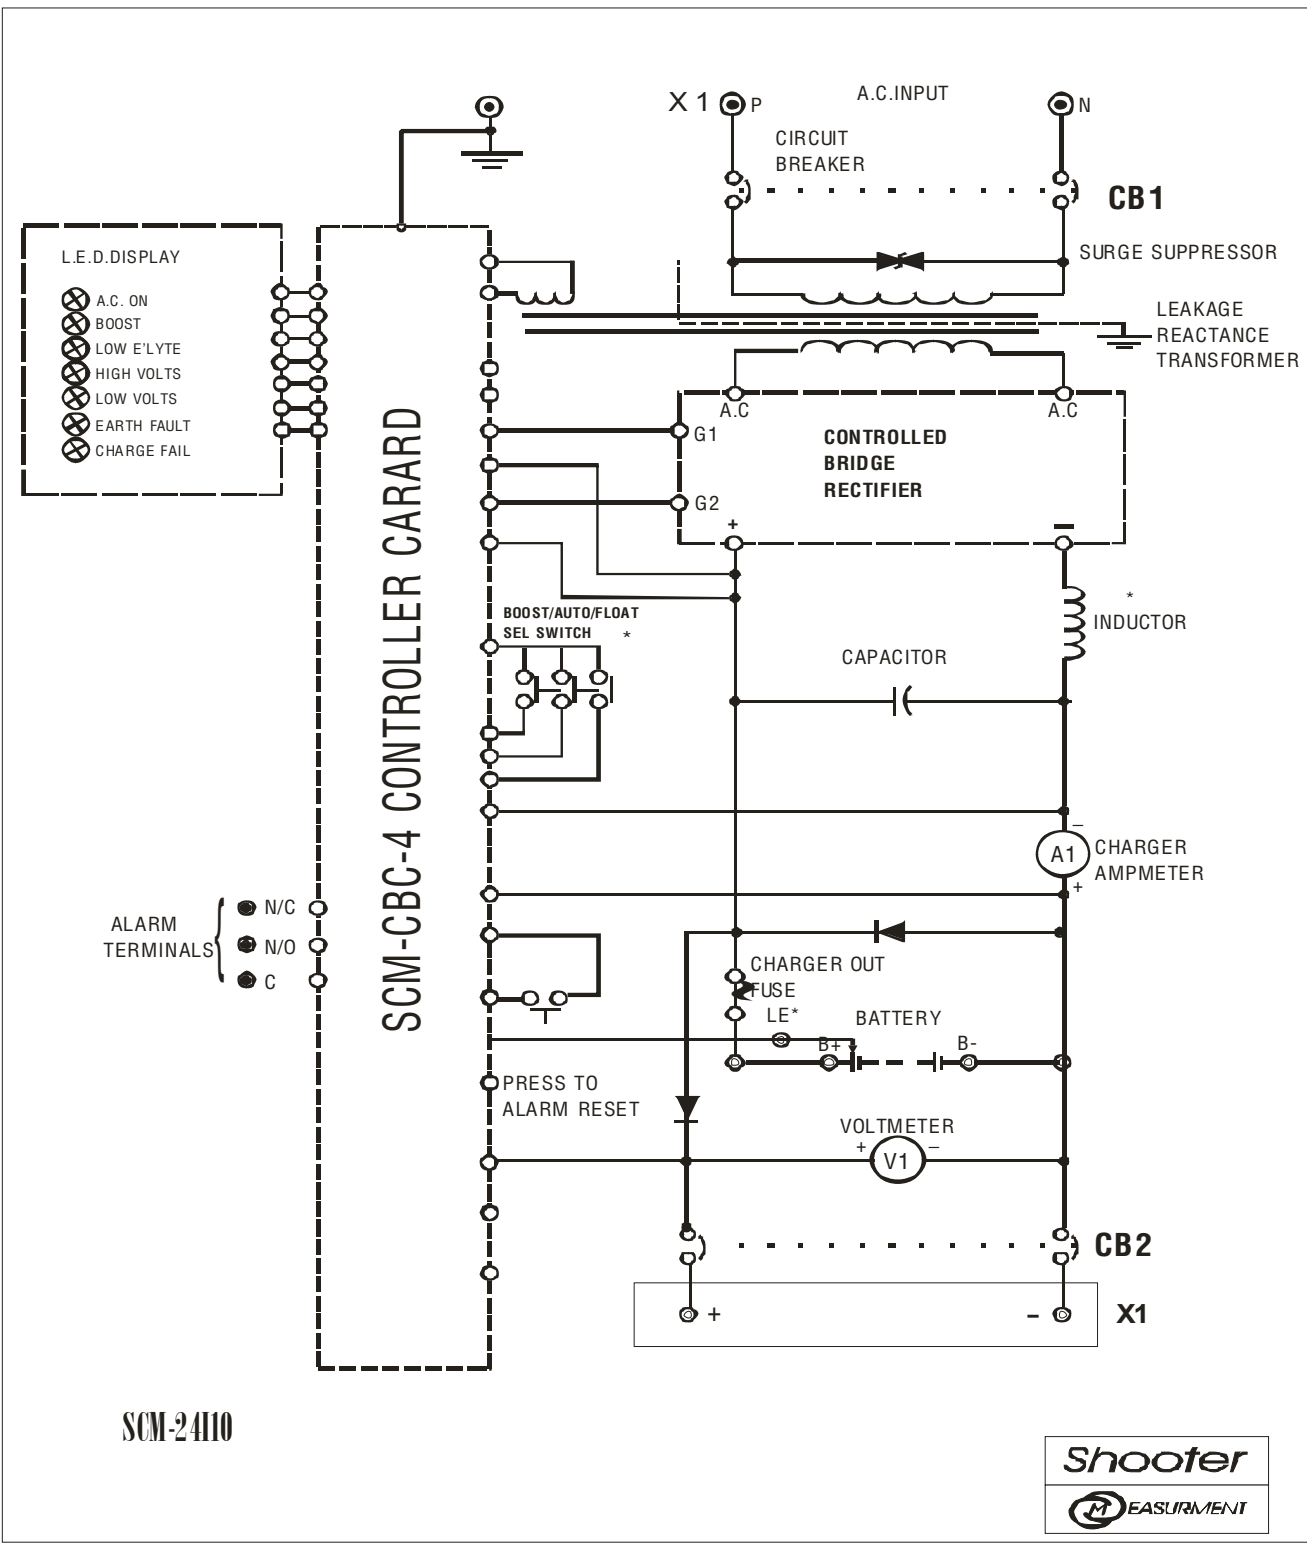 X 1
P
A.C.INPUT
N
CIRCUIT
BREAKER
CB1
SURGE SUPPRESSOR
LEAKAGE
REACTANCE
TRANSFORMER
L.E.D.DISPLAY
A.C. ON
BOOST
LOW E'LYTE
HIGH VOLTS
LOW VOLTS
EARTH FAULT
CHARGE FAIL
SCM-CBC-4 CONTROLLER CARARD
A.C
A.C
G1
G2
CONTROLLED
BRIDGE
RECTIFIER
+
–
BOOST/AUTO/FLOAT
SEL SWITCH *
*
INDUCTOR
CAPACITOR
–
A1
+
CHARGER
AMPMETER
ALARM
TERMINALS
N/C
N/O
C
CHARGER OUT
FUSE
LE*
BATTERY
B+
B-
PRESS TO
ALARM RESET
VOLTMETER
+
V1
–
CB2
+
–
X1
SCM-24I10
Shooter
M EASURMENT